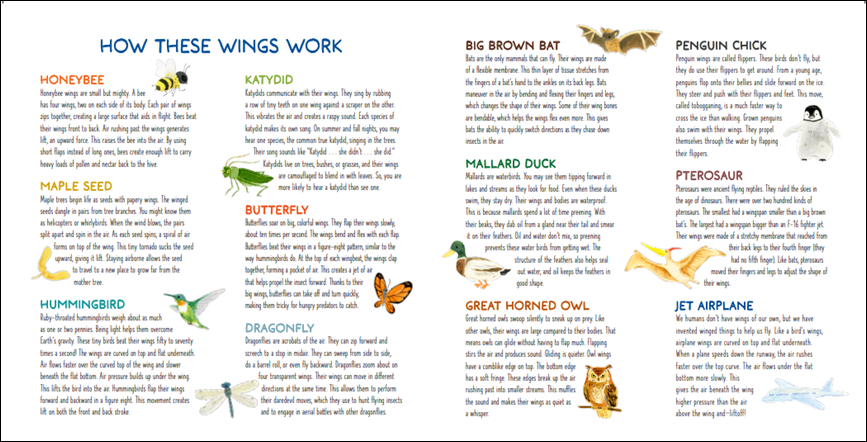 HOW THESE WINGS WORK
HONEYBEE
Honeybee wings are small but mighty. A bee
has four wings, two on each side of its body. Each pair of wings
zips together, creating a large surface that aids in flight. Bees beat
their wings front to back. Air rushing past the wings generates
lift, an upward force. This raises the bee into the air. By using
short flaps instead of long ones, bees create enough lift to carry
heavy loads of pollen and nectar back to the hive.
MAPLE SEED
Maple trees begin life as seeds with papery wings. The winged
seeds dangle in pairs from tree branches. You might know them
as helicopters or whirlybirds. When the wind blows, the pairs
split apart and spin in the air. As each seed spins, a spiral of air
forms on top of the wing. This tiny tornado sucks the seed
upward, giving it lift. Staying airborne allows the seed
to travel to a new place to grow far from the
mother tree.
HUMMINGBIRD
Ruby-throated hummingbirds weigh about as much
as one or two pennies. Being light helps them overcome
Earth's gravity. These tiny birds beat their wings fifty to seventy
times a second! The wings are curved on top and flat underneath.
Air flows faster over the curved top of the wing and slower
beneath the flat bottom. Air pressure builds up under the wing.
This lifts the bird into the air. Hummingbirds flap their wings
forward and backward in a figure eight. This movement creates
lift on both the front and back stroke.
KATYDID
Katydids communicate with their wings. They sing by rubbing
a row of tiny teeth on one wing against a scraper on the other.
This vibrates the air and creates a raspy sound. Each species of
katydid makes its own song. On summer and fall nights, you may
hear one species, the common true katydid, singing in the trees.
Their song sounds like "Katydid . . . she didn't . . . she did."
Katydids live on trees, bushes, or grasses, and their wings
are camouflaged to blend in with leaves. So, you are
more likely to hear a katydid than see one.
BUTTERFLY
Butterflies soar on big, colorful wings. They flap their wings slowly,
about ten times per second. The wings bend and flex with each flap.
Butterflies beat their wings in a figure-eight pattern, similar to the
way hummingbirds do. At the top of each wingbeat, the wings clap
together, forming a pocket of air. This creates a jet of air
that helps propel the insect forward. Thanks to their
big wings, butterflies can take off and turn quickly,
making them tricky for hungry predators to catch.
DRAGONFLY
Dragonflies are acrobats of the air. They can zip forward and
screech to a stop in midair. They can sweep from side to side,
do a barrel roll, or even fly backward. Dragonflies zoom about on
four transparent wings. Their wings can move in different
directions at the same time. This allows them to perform
their daredevil moves, which they use to hunt flying insects
and to engage in aerial battles with other dragonflies.
BIG BROWN BAT
Bats are the only mammals that can fly. Their wings are made
of a flexible membrane. This thin layer of tissue stretches from
the fingers of a bat's hand to the ankles on its back legs. Bats
maneuver in the air by bending and flexing their fingers and legs,
which changes the shape of their wings. Some of their wing bones
are bendable, which helps the wings flex even more. This gives
bats the ability to quickly switch directions as they chase down
insects in the air.
MALLARD DUCK
Mallards are waterbirds. You may see them tipping forward in
lakes and streams as they look for food. Even when these ducks
swim, they stay dry. Their wings and bodies are waterproof!
This is because mallards spend a lot of time preening. With
their beaks, they dab oil from a gland near their tail and smear
it on their feathers. Oil and water don't mix, so preening
prevents these water birds from getting wet. The
structure of the feathers also helps seal
out water, and oil keeps the feathers in
good shape.
GREAT HORNED OWL
Great horned owls swoop silently to sneak up on prey. Like
other owls, their wings are large compared to their bodies. That
means owls can glide without having to flap much. Flapping
stirs the air and produces sound. Gliding is quieter. Owl wings
have a comblike edge on top. The bottom edge
has a soft fringe. These edges break up the air
rushing past into smaller streams. This muffles
the sound and makes their wings as quiet as
a whisper.
PENGUIN CHICK
Penguin wings are called flippers. These birds don't fly, but
they do use their flippers to get around. From a young age,
penguins flop onto their bellies and slide forward on the ice.
They steer and push with their flippers and feet. This move,
called tobogganing, is a much faster way to
cross the ice than walking. Grown penguins
also swim with their wings. They propel
themselves through the water by flapping
their flippers.
PTEROSAUR
Pterosaurs were ancient flying reptiles. They ruled the skies in
the age of dinosaurs. There were over two hundred kinds of
pterosaurs. The smallest had a wingspan smaller than a big brown
bat's. The largest had a wingspan bigger than an F-16 fighter jet.
Their wings were made of a stretchy membrane that reached from
their back legs to their fourth finger (they
had no fifth finger). Like bats, pterosaurs
moved their fingers and legs to adjust the shape of
their wings.
JET AIRPLANE
We humans don't have wings of our own, but we have
invented winged things to help us fly. Like a bird's wings,
airplane wings are curved on top and flat underneath.
When a plane speeds down the runway, the air rushes
faster over the top curve. The air flows under the flat
bottom more slowly. This
gives the air beneath the wing
higher pressure than the air
above the wing and—liftoff!